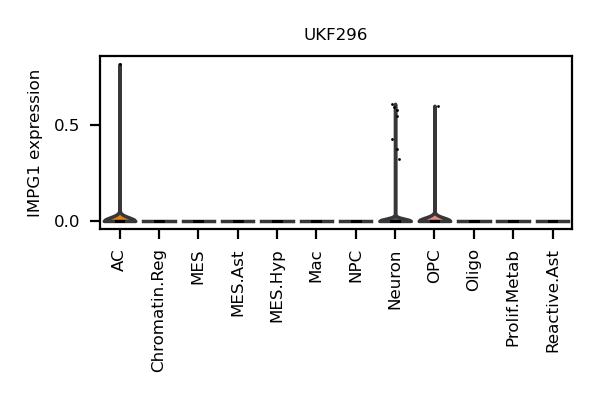 UKF296
IMPG1 expression
0.5
0.0
AC
Chromatin.Reg
MES
MES.Ast
MES.Hyp
Mac
NPC
Neuron
OPC
Oligo
Prolif.Metab
Reactive.Ast